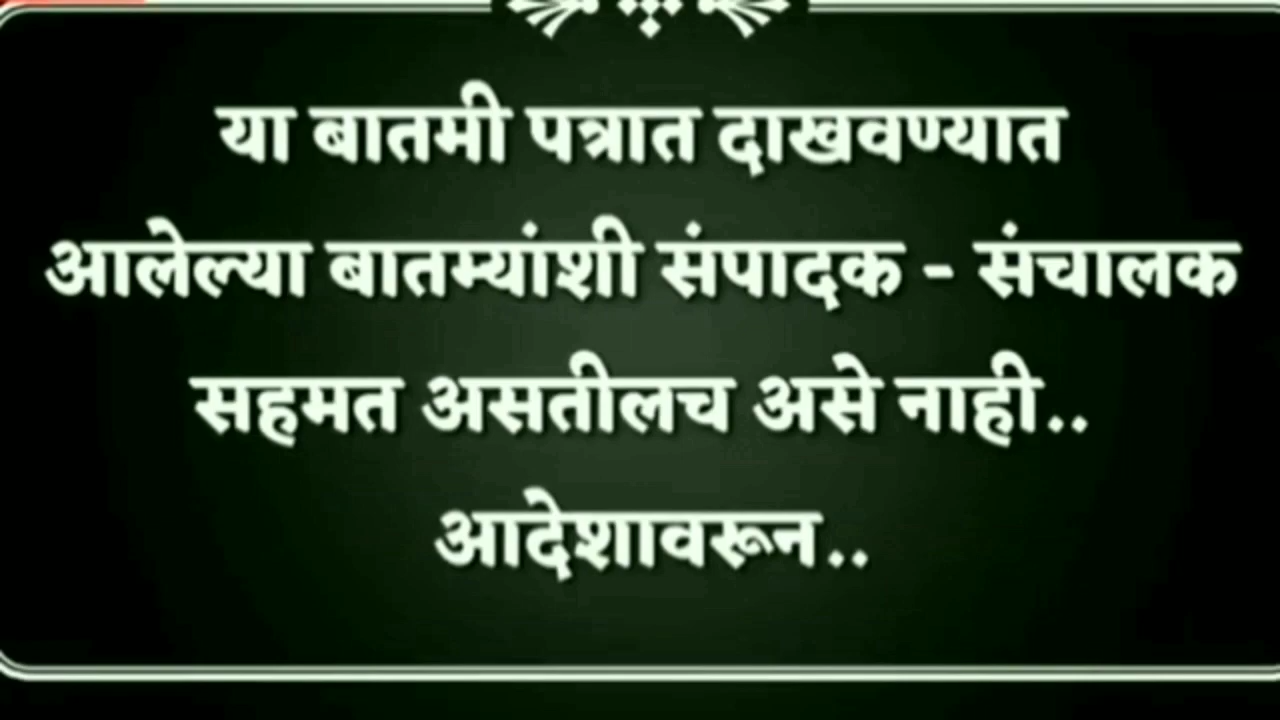 या बातमी पत्रात दाखवण्यात
आलेल्या बातम्यांशी संपादक - संचालक
सहमत असतीलच असे नाही..
आदेशावरून..